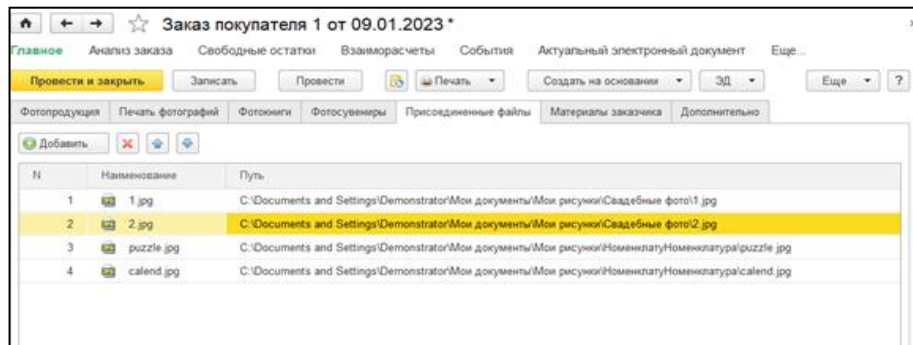 Заказ покупателя 1 от 09.01.2023 *
Главное Анализ заказа Свободные остатки Взаиморасчеты События Актуальный электронный документ Еще...
Провести и закрыть Записать Провести Печать Создать на основании ЭД Еще ?
Фотопродукция Печать фотографий Фотокниги Фотосувениры Присоединенные файлы Материалы заказчика Дополнительно
Добавить
N Наименование Путь
1 1.jpg C:\Documents and Settings\Demonstrator\Мои документы\Мои рисунки\Свадебные фото\1.jpg
2 2.jpg C:\Documents and Settings\Demonstrator\Мои документы\Мои рисунки\Свадебные фото\2.jpg
3 puzzle.jpg C:\Documents and Settings\Demonstrator\Мои документы\Мои рисунки\НоменклатуНоменклатура\puzzle.jpg
4 calend.jpg C:\Documents and Settings\Demonstrator\Мои документы\Мои рисунки\НоменклатуНоменклатура\calend.jpg